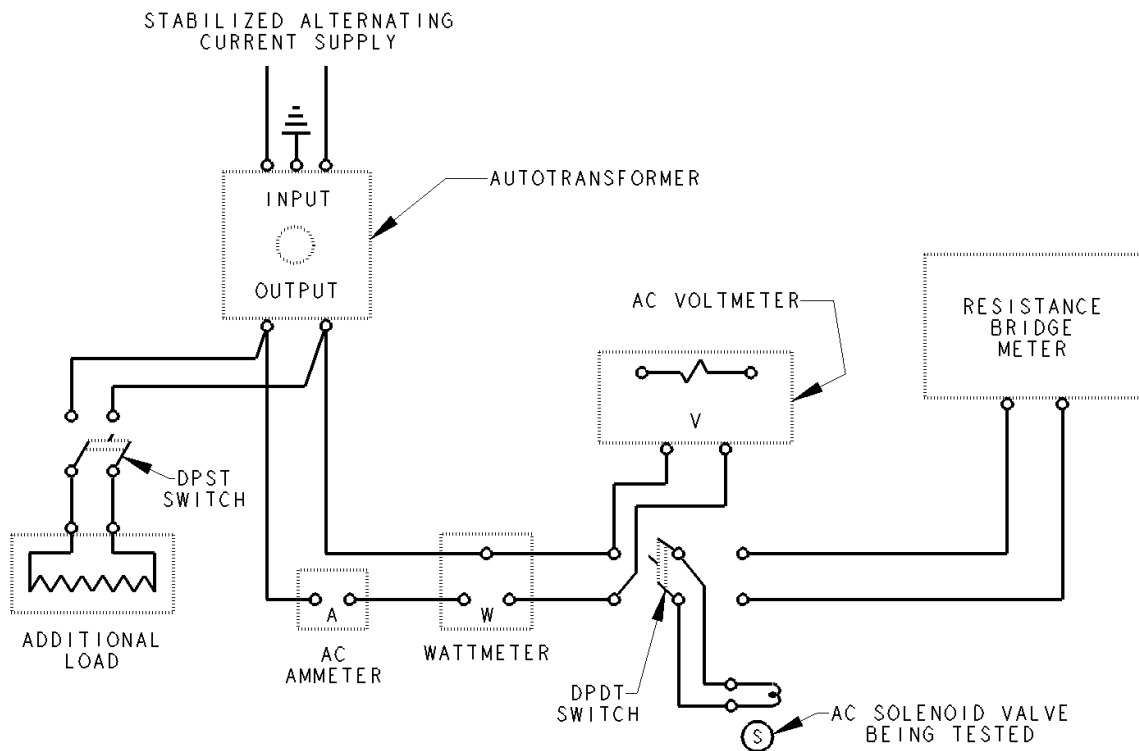 STABILIZED ALTERNATING
CURRENT SUPPLY
INPUT
AUTOTRANSFORMER
OUTPUT
AC VOLTMETER
RESISTANCE
BRIDGE
METER
V
DPST
SWITCH
A
W
ADDITIONAL
LOAD
AC
AMMETER
WATTMETER
DPDT
SWITCH
S
AC SOLENOID VALVE
BEING TESTED